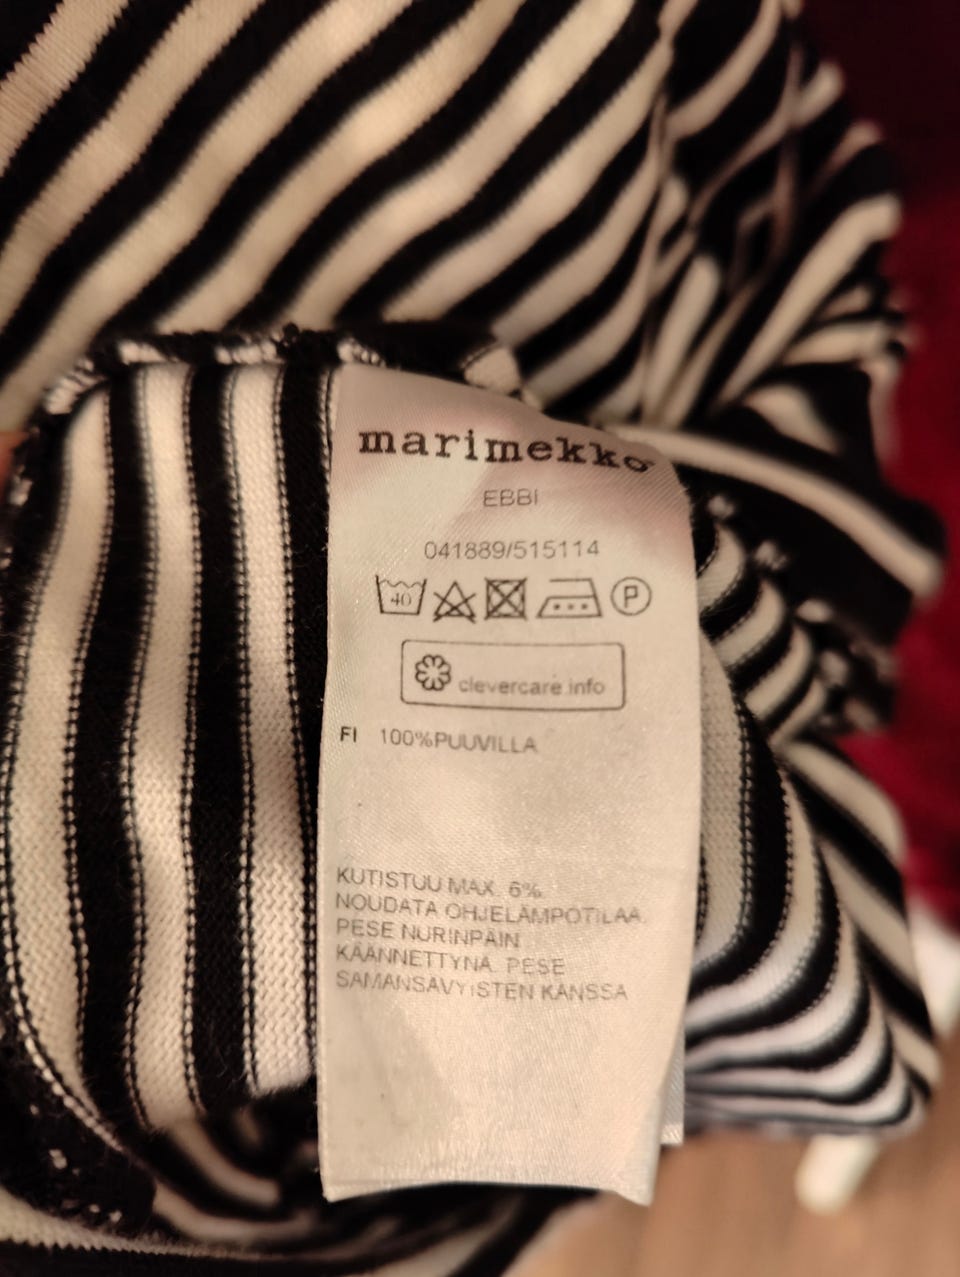 marimekko
EBBI
041889/515114
40 P
clevercare.info
FI 100%PUUVILLA
KUTISTUU MAX. 6%.
NOUDATA OHJELÄMPÖTILAA.
PESE NURINPÄIN
KÄÄNNETTYNÄ. PESE
SAMANSÄVYISTEN KANSSA